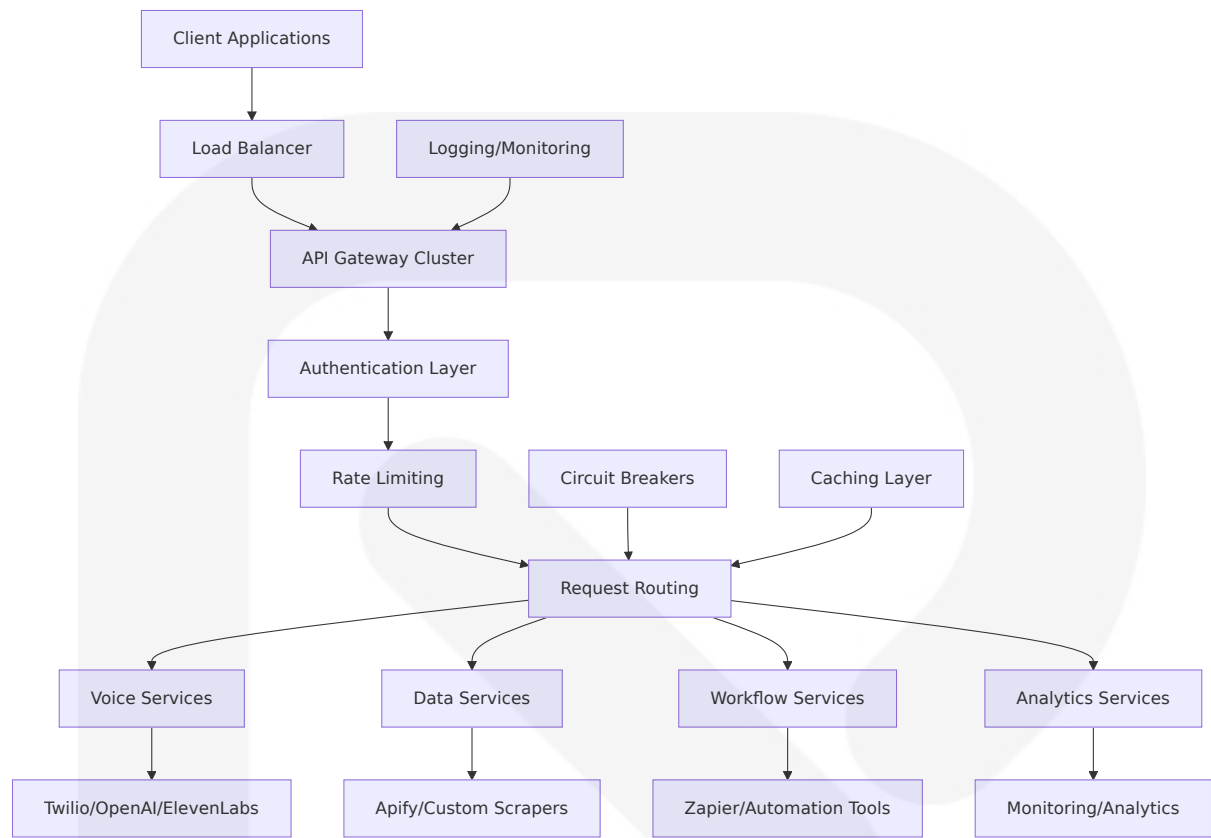 Client Applications
Load Balancer
Logging/Monitoring
API Gateway Cluster
Authentication Layer
Rate Limiting
Circuit Breakers
Caching Layer
Request Routing
Voice Services
Data Services
Workflow Services
Analytics Services
Twilio/OpenAI/ElevenLabs
Apify/Custom Scrapers
Zapier/Automation Tools
Monitoring/Analytics